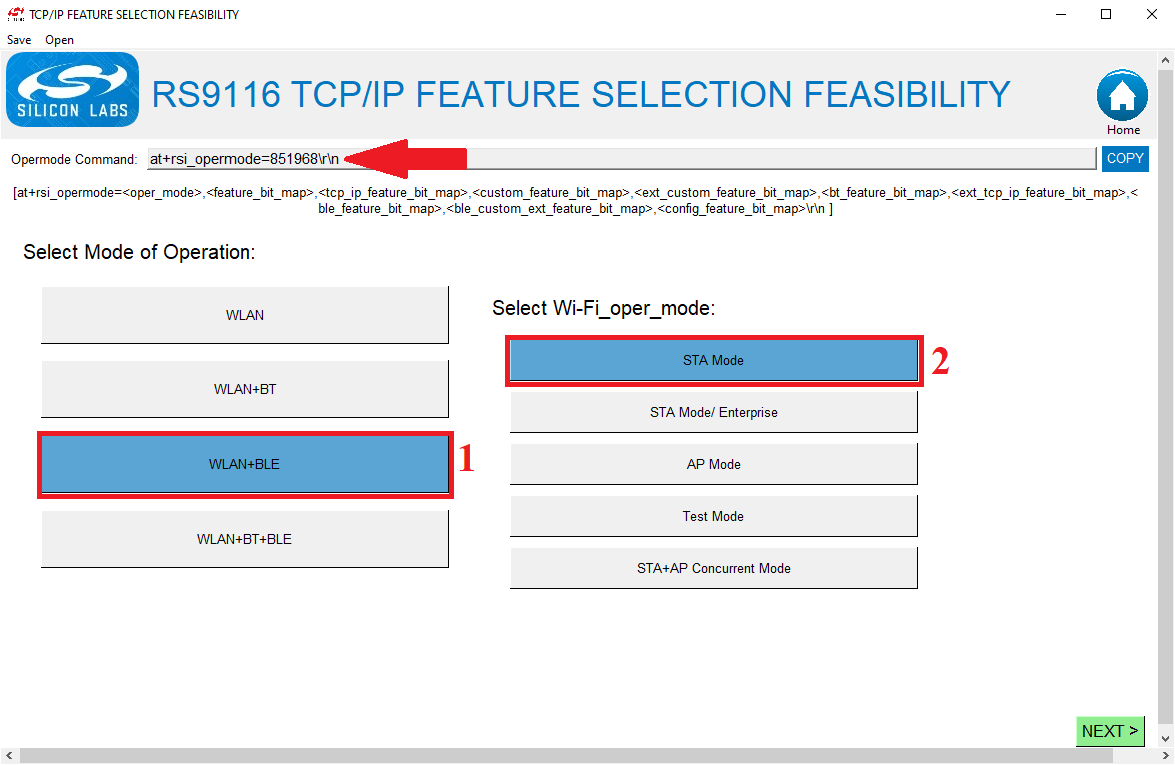 TCP/IP FEATURE SELECTION FEASIBILITY
Save Open
SILICON LABS
RS9116 TCP/IP FEATURE SELECTION FEASIBILITY
Home
Opermode Command: at+rsi_opermode=851968\r\n
COPY
[at+rsi_opermode=<oper_mode>,<feature_bit_map>,<tcp_ip_feature_bit_map>,<custom_feature_bit_map>,<ext_custom_feature_bit_map>,<bt_feature_bit_map>,<ext_tcp_ip_feature_bit_map>,<
ble_feature_bit_map>,<ble_custom_ext_feature_bit_map>,<config_feature_bit_map>\r\n ]
Select Mode of Operation:
WLAN
WLAN+BT
WLAN+BLE
1
WLAN+BT+BLE
Select Wi-Fi_oper_mode:
STA Mode
2
STA Mode/ Enterprise
AP Mode
Test Mode
STA+AP Concurrent Mode
NEXT >